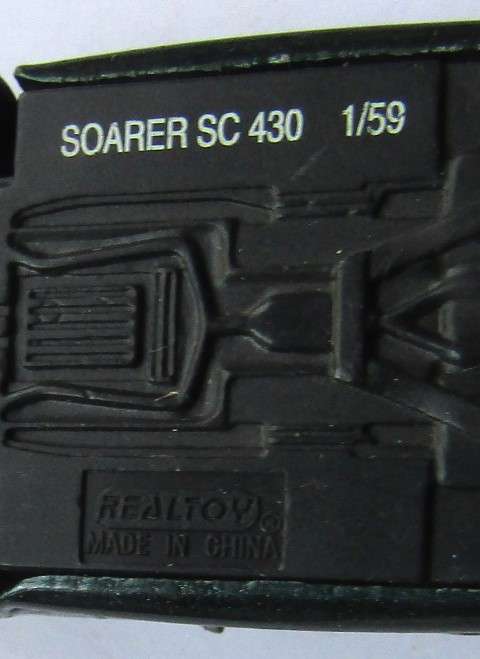 SOARER SC 430 1/59
REALTOY®
MADE IN CHINA